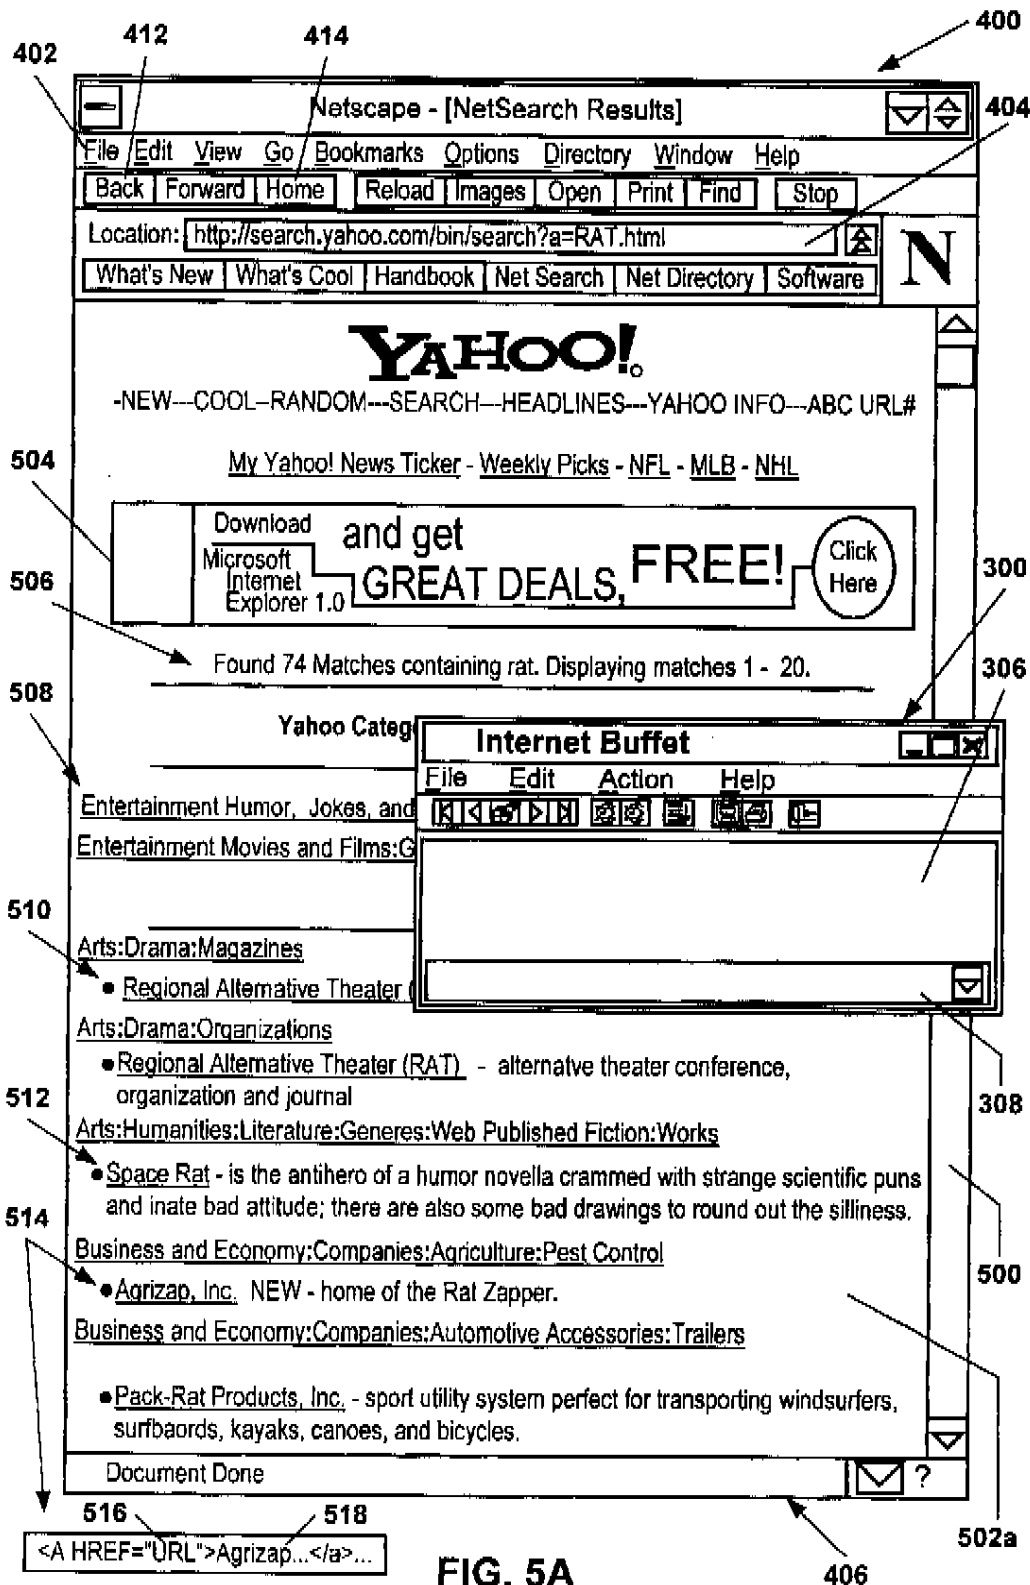 400
412
414
402
Netscape - [NetSearch Results]
404
File Edit View Go Bookmarks Options Directory Window Help
Back Forward Home Reload Images Open Print Find Stop
Location: http://search.yahoo.com/bin/search?a=RAT.html
N
What's New What's Cool Handbook Net Search Net Directory Software
YAHOO!
-NEW---COOL--RANDOM---SEARCH---HEADLINES---YAHOO INFO---ABC URL#
504
My Yahoo! News Ticker - Weekly Picks - NFL - MLB - NHL
Download
Microsoft
Internet
Explorer 1.0
and get
GREAT DEALS,
FREE!
Click
Here
506
300
Found 74 Matches containing rat. Displaying matches 1 - 20.
306
508
Yahoo Catego
Internet Buffet
File Edit Action Help
Entertainment Humor, Jokes, and
Entertainment Movies and Films:G
510
Arts:Drama:Magazines
• Regional Alternative Theater (
Arts:Drama:Organizations
• Regional Alternative Theater (RAT) - alternatve theater conference,
organization and journal
308
512
Arts:Humanities:Literature:Generes:Web Published Fiction:Works
• Space Rat - is the antihero of a humor novella crammed with strange scientific puns
and inate bad attitude; there are also some bad drawings to round out the silliness.
514
Business and Economy:Companies:Agriculture:Pest Control
500
• Agrizap, Inc. NEW - home of the Rat Zapper.
Business and Economy:Companies:Automotive Accessories:Trailers
• Pack-Rat Products, Inc. - sport utility system perfect for transporting windsurfers,
surfbaords, kayaks, canoes, and bicycles.
Document Done
?
516
518
502a
<A HREF="URL">Agrizap...</a>...
FIG. 5A
406